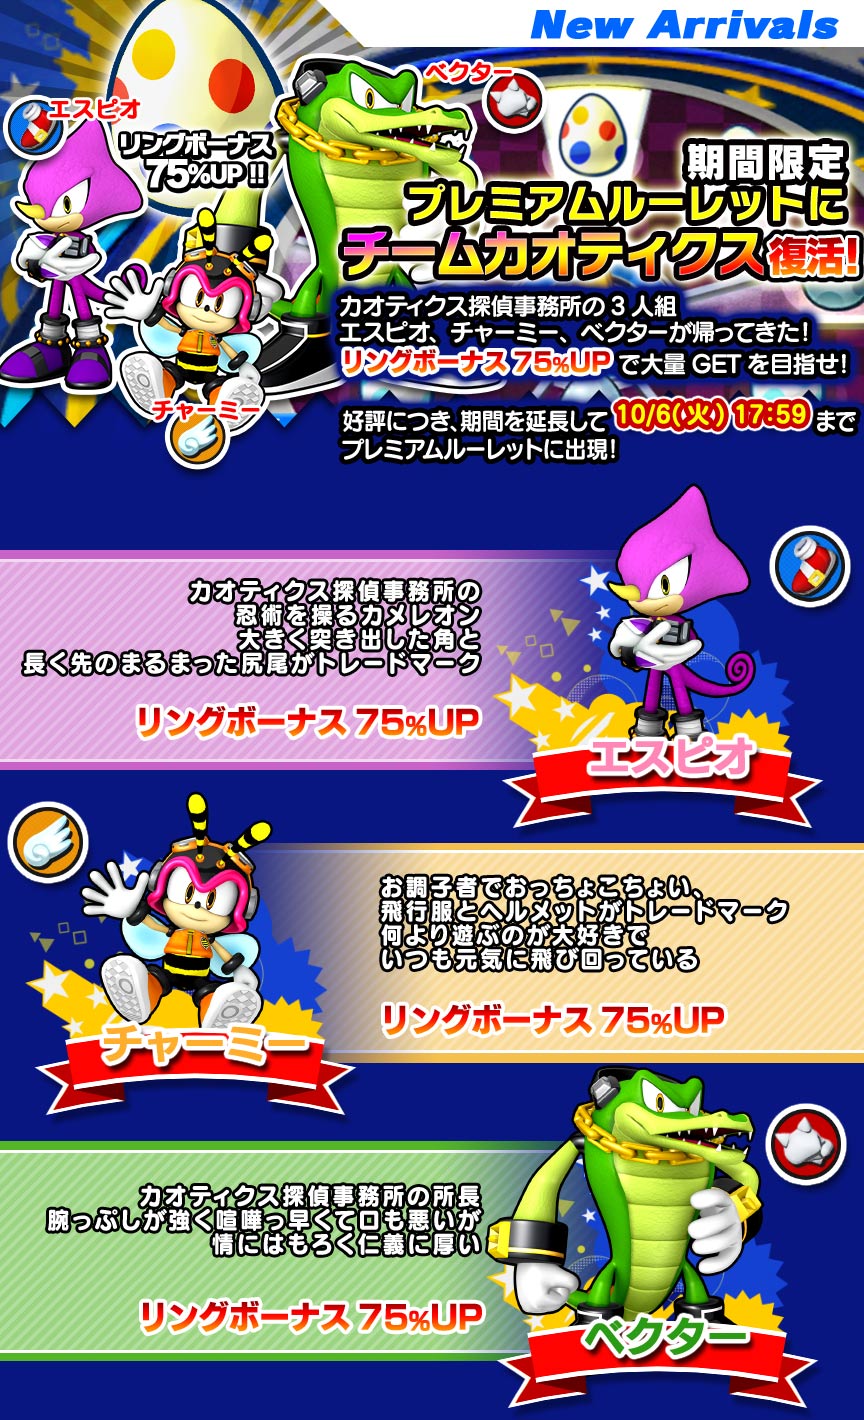 New Arrivals
エスピオ
ベクター
リングボーナス
75%UP!!
期間限定
プレミアムルーレットに
チームカオティクス復活!
カオティクス探偵事務所の3人組
エスピオ、チャーミー、ベクターが帰ってきた!
リングボーナス 75%UP で大量 GET を目指せ!
チャーミー
好評につき、期間を延長して 10/6(火) 17:59 まで
プレミアムルーレットに出現!
カオティクス探偵事務所の
忍術を操るカメレオン
大きく突き出した角と
長く先のまるまった尻尾がトレードマーク
リングボーナス 75%UP
エスピオ
お調子者でおっちょこちょい、
飛行服とヘルメットがトレードマーク
何より遊ぶのが大好きで
いつも元気に飛び回っている
リングボーナス 75%UP
チャーミー
カオティクス探偵事務所の所長
腕っぷしが強く喧嘩っ早くて口も悪いが
情にはもろく仁義に厚い
リングボーナス 75%UP
ベクター